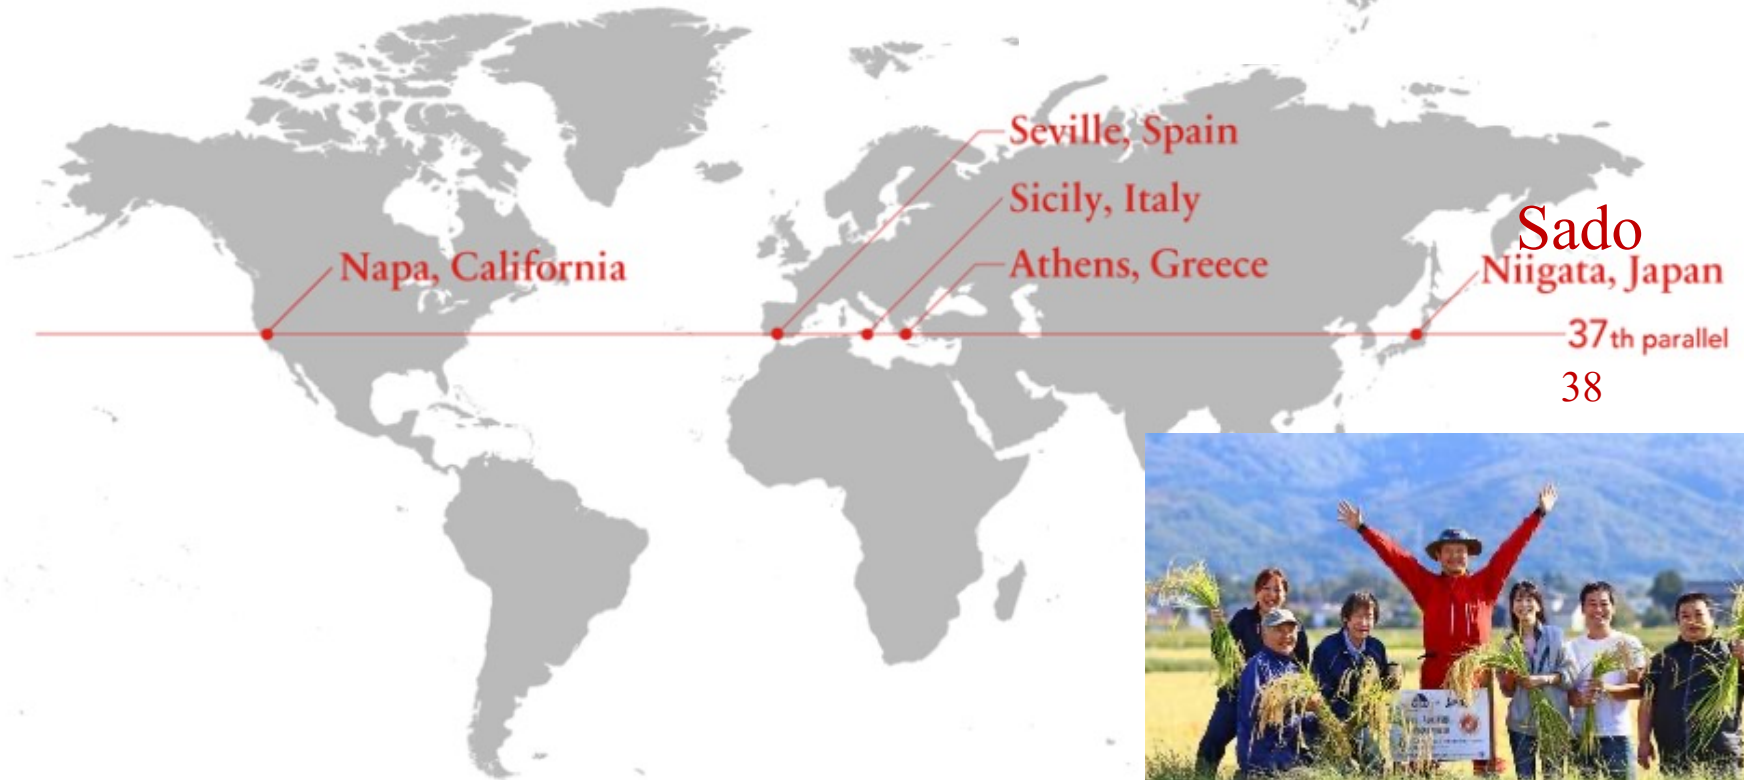 Seville, Spain
Sicily, Italy
Sado
Napa, California
Athens, Greece
Niigata, Japan
37th parallel
38